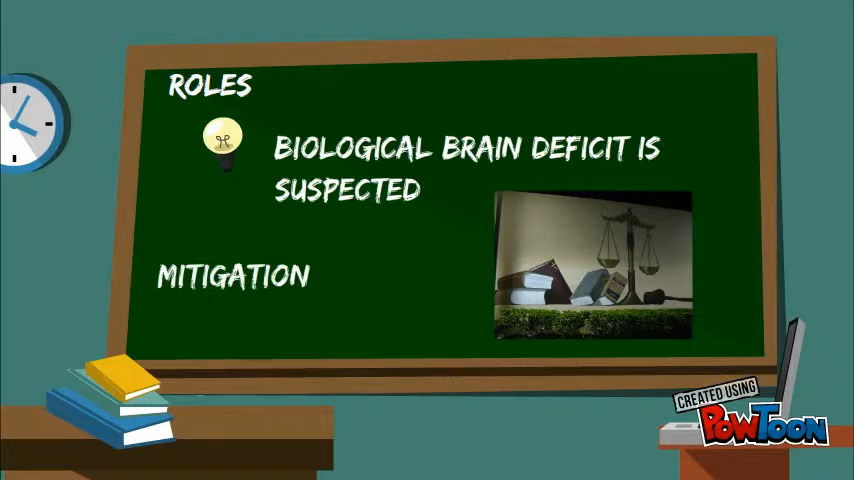 ROLES
BIOLOGICAL BRAIN DEFICIT IS
SUSPECTED
MITIGATION
CREATED USING
POWTOON